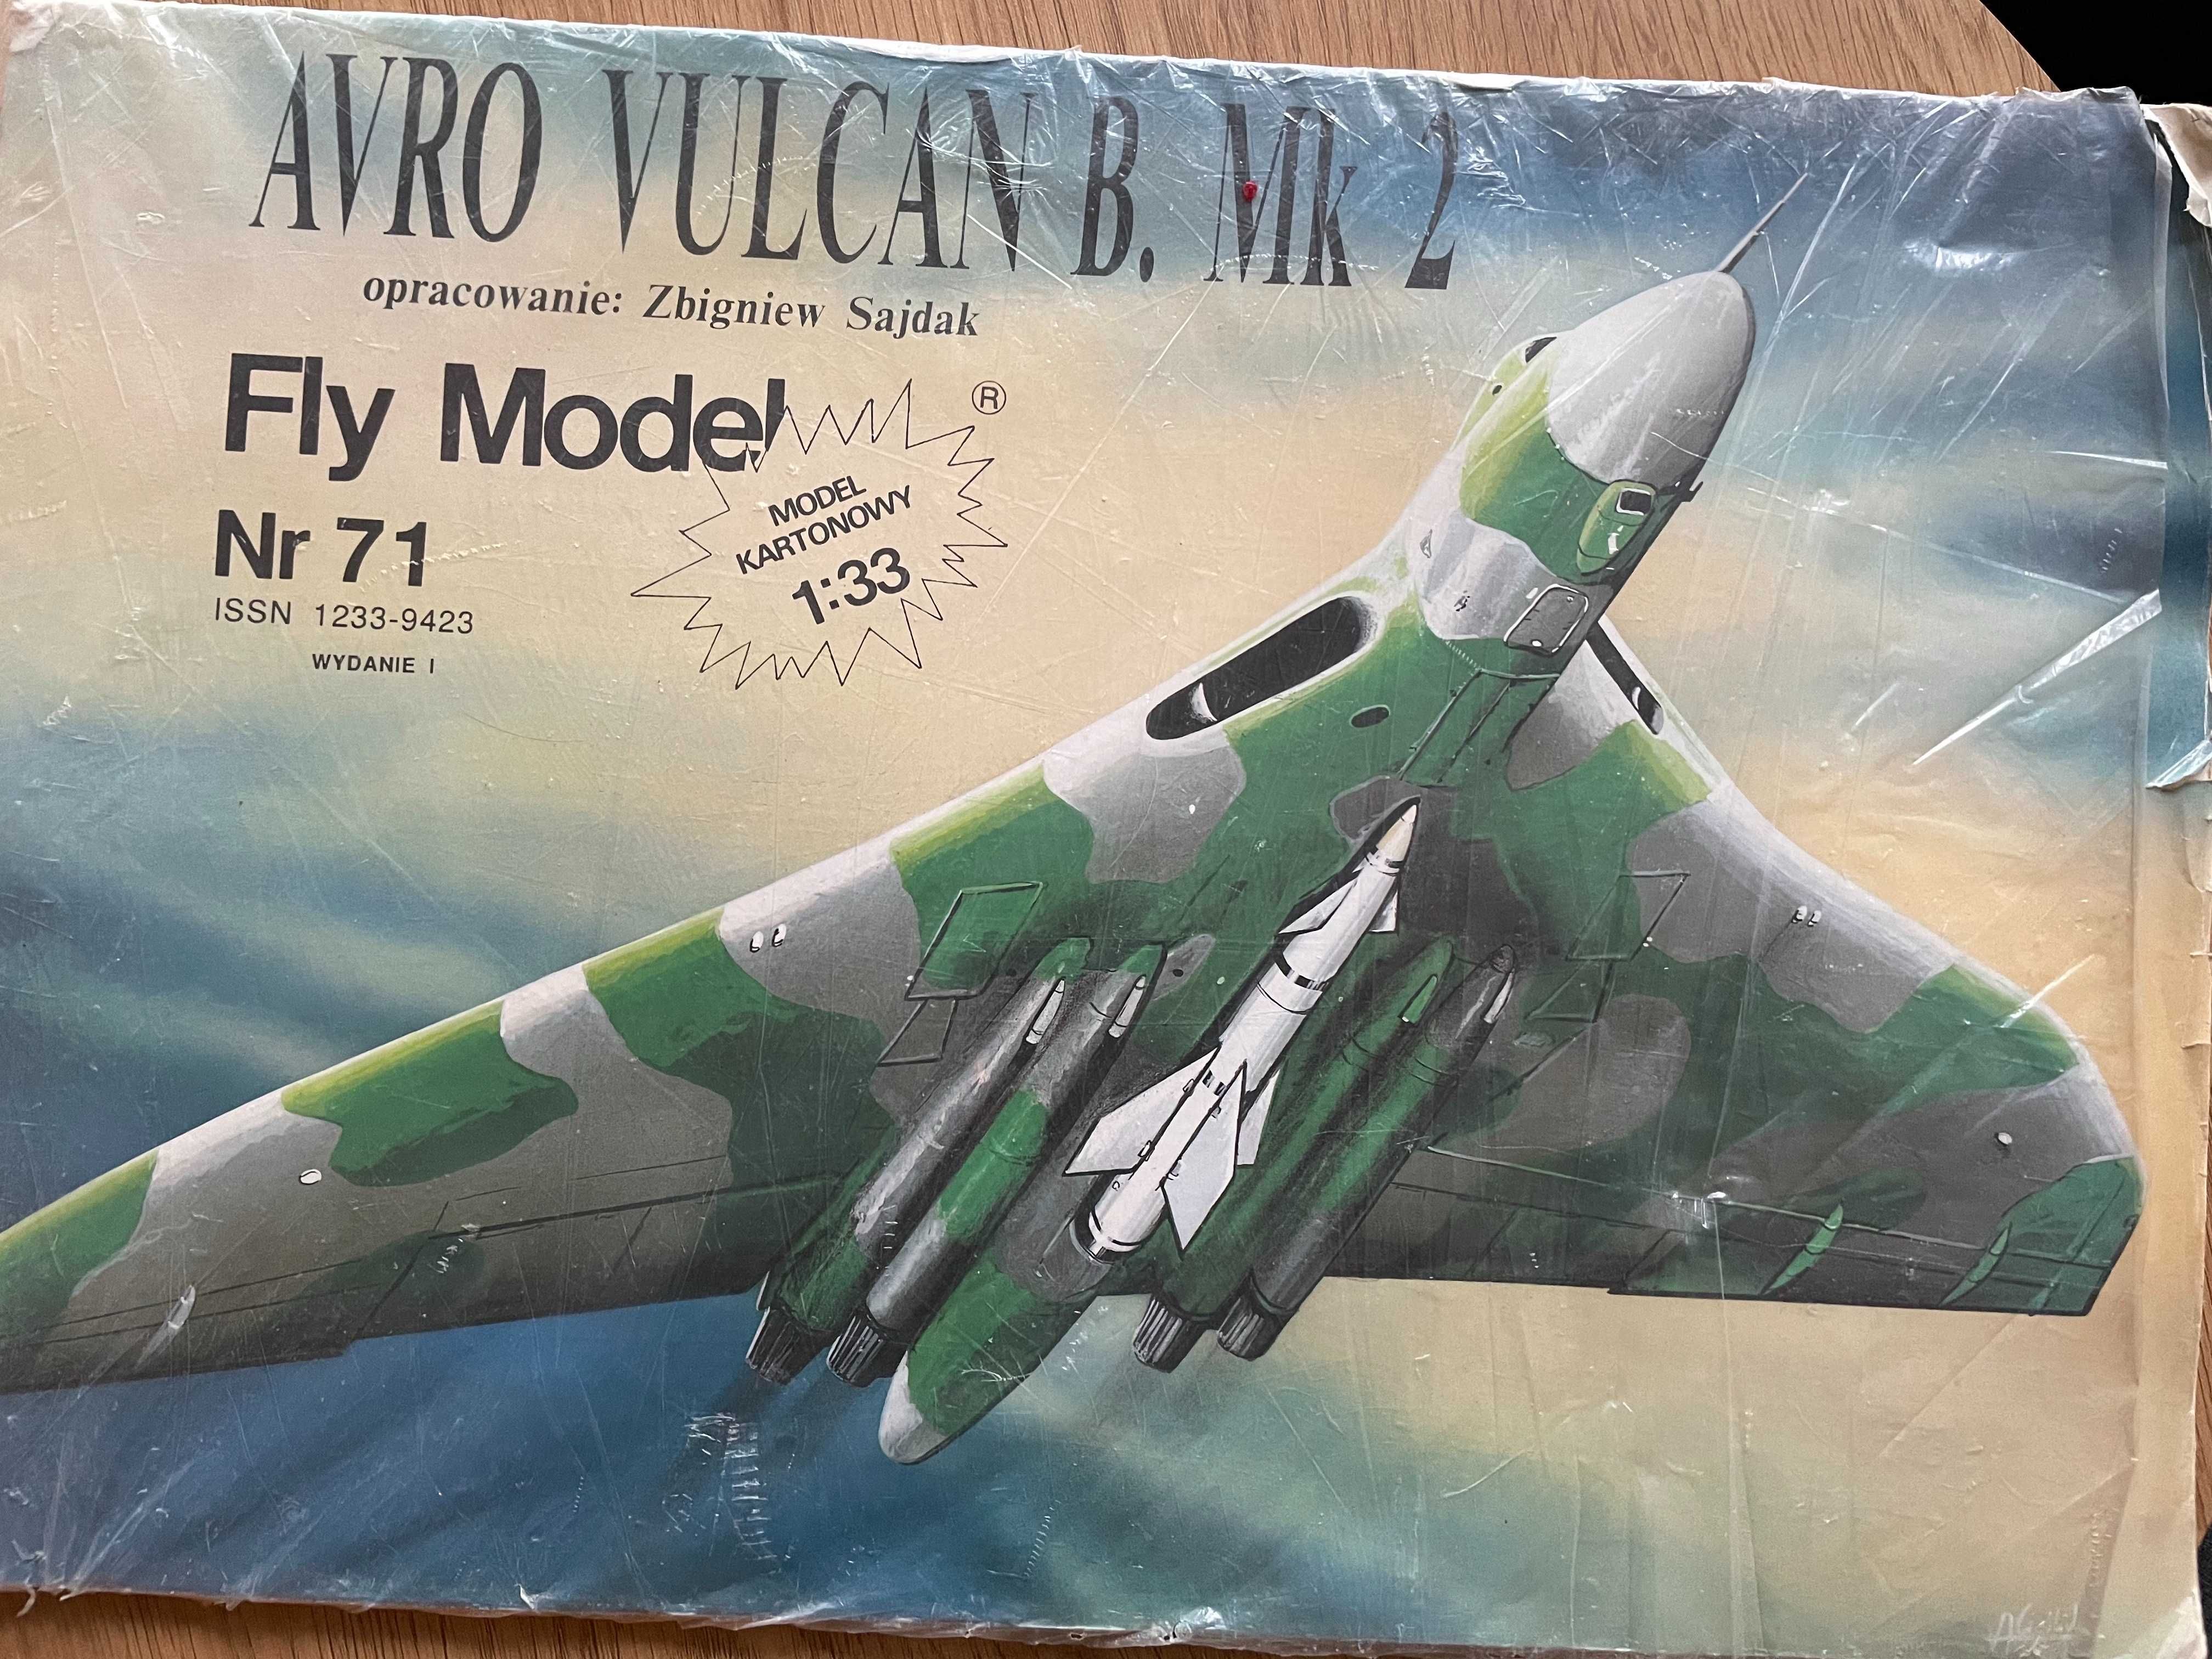 AVRO VULCAN B. Mk 2
opracowanie: Zbigniew Sajdak
Fly Model ®
MODEL
KARTONOWY
1:33
Nr 71
ISSN 1233-9423
WYDANIE I